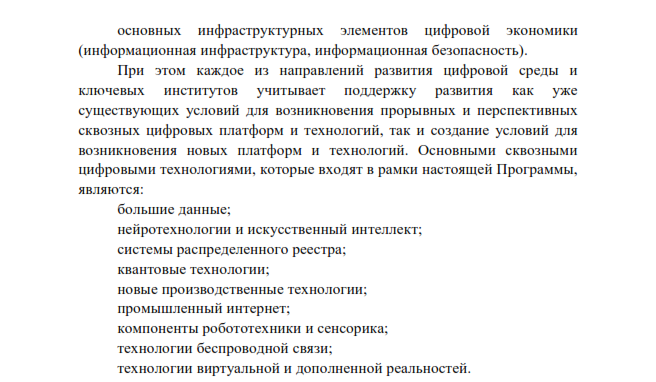 основных инфраструктурных элементов цифровой экономики
(информационная инфраструктура, информационная безопасность).
При этом каждое из направлений развития цифровой среды и
ключевых институтов учитывает поддержку развития как уже
существующих условий для возникновения прорывных и перспективных
сквозных цифровых платформ и технологий, так и создание условий для
возникновения новых платформ и технологий. Основными сквозными
цифровыми технологиями, которые входят в рамки настоящей Программы,
являются:
большие данные;
нейротехнологии и искусственный интеллект;
системы распределенного реестра;
квантовые технологии;
новые производственные технологии;
промышленный интернет;
компоненты робототехники и сенсорика;
технологии беспроводной связи;
технологии виртуальной и дополненной реальностей.